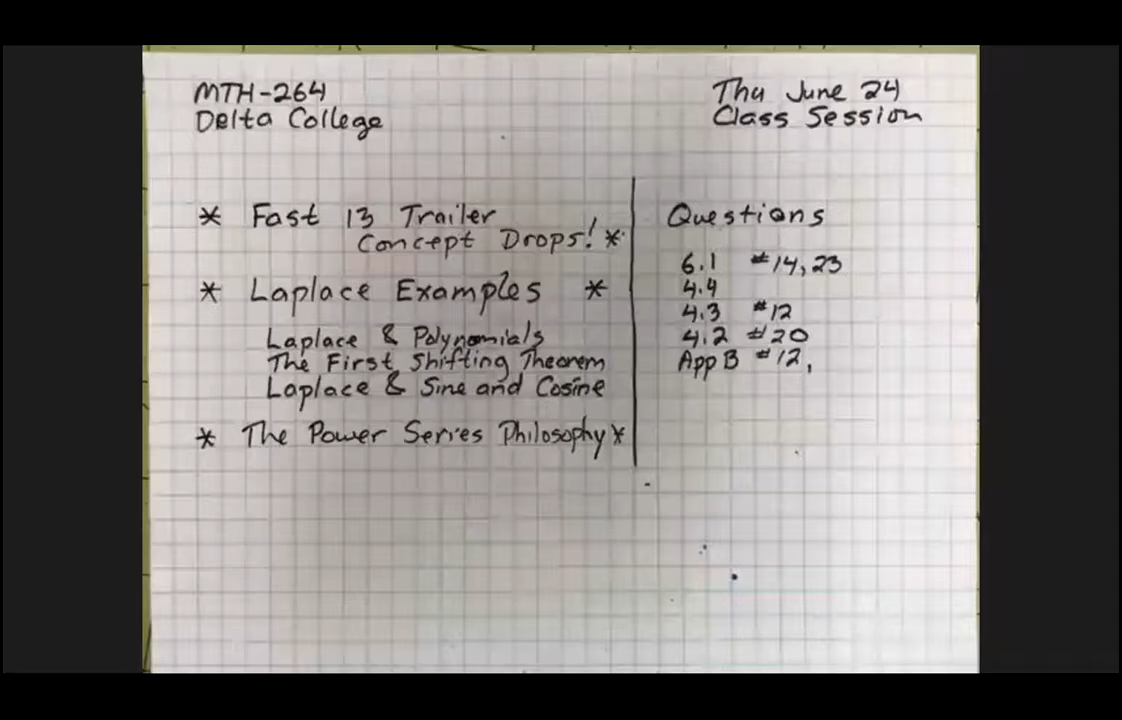 MTH-264
Delta College
Thu June 24
Class Session
* Fast 13 Trailer
Concept Drops! *
* Laplace Examples *
Laplace & Polynomials
The First Shifting Theorem
Laplace & Sine and Cosine
* The Power Series Philosophy *
Questions
6.1 #14, 23
4.4
4.3 #12
4.2 #20
App B #12,